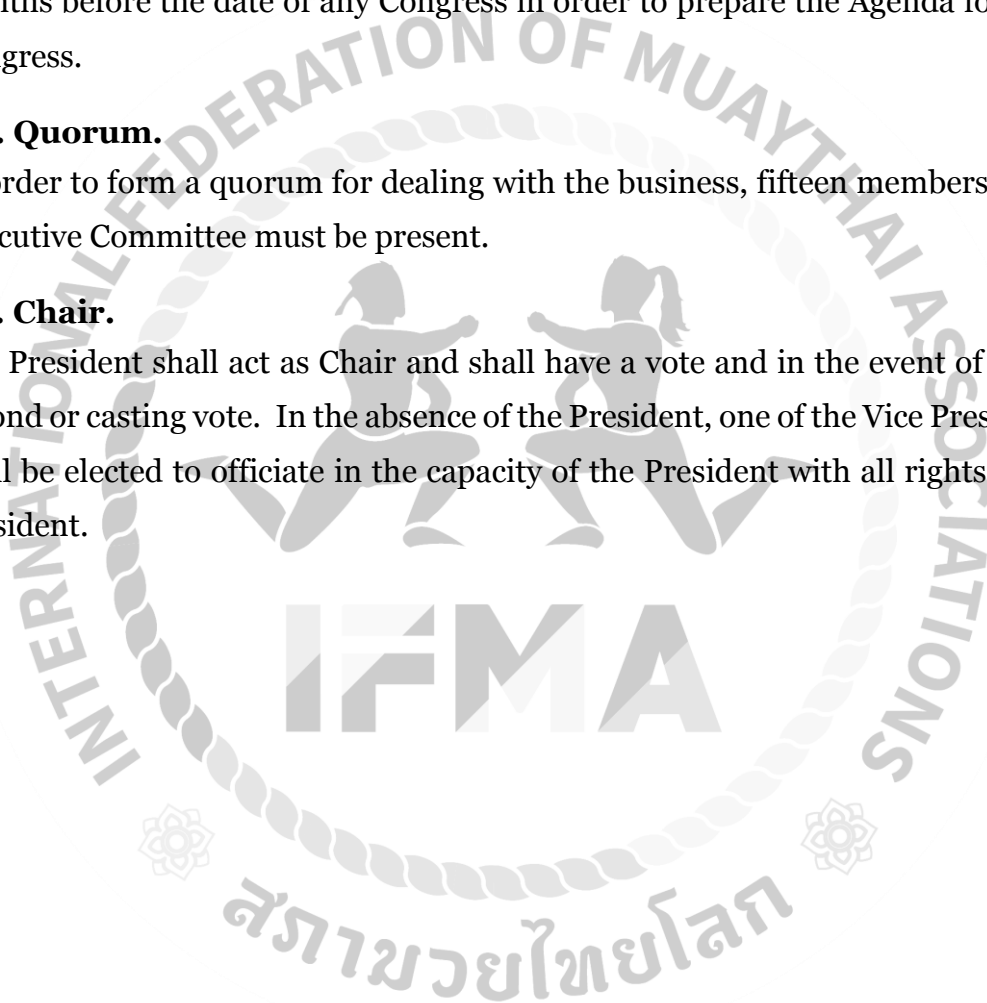 nths before the date of any Congress in order to prepare the Agenda fo
gress.
. Quorum.
order to form a quorum for dealing with the business, fifteen members
cutive Committee must be present.
. Chair.
President shall act as Chair and shall have a vote and in the event of
ond or casting vote. In the absence of the President, one of the Vice Pres
ll be elected to officiate in the capacity of the President with all rights
sident.
INTERNATIONAL FEDERATION OF MUAYTHAI ASSOCIATIONS
IFMA
สภามวยไทยโลก